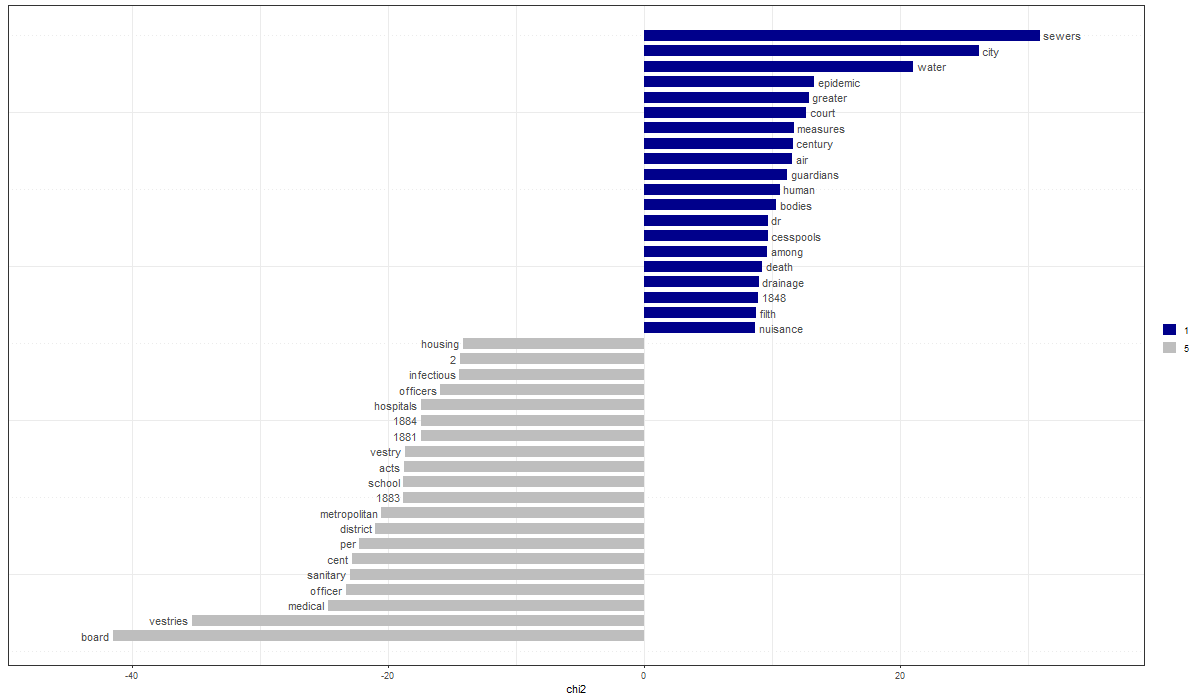 sewers
city
water
epidemic
greater
court
measures
century
air
guardians
human
bodies
dr
cesspools
among
death
drainage
1848
filth
nuisance
housing
2
infectious
officers
hospitals
1884
1881
vestry
acts
school
1883
metropolitan
district
per
cent
sanitary
officer
medical
vestries
board
1
5
-40 -20 0 20
chi2